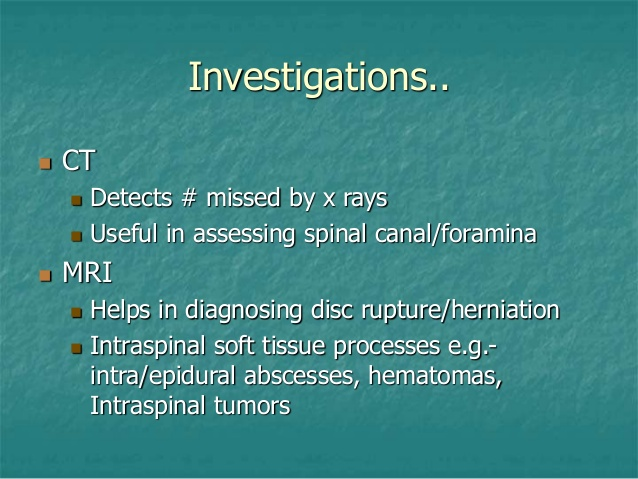 Investigations..
CT
Detects # missed by x rays
Useful in assessing spinal canal/foramina
MRI
Helps in diagnosing disc rupture/herniation
Intraspinal soft tissue processes e.g.-
intra/epidural abscesses, hematomas,
Intraspinal tumors